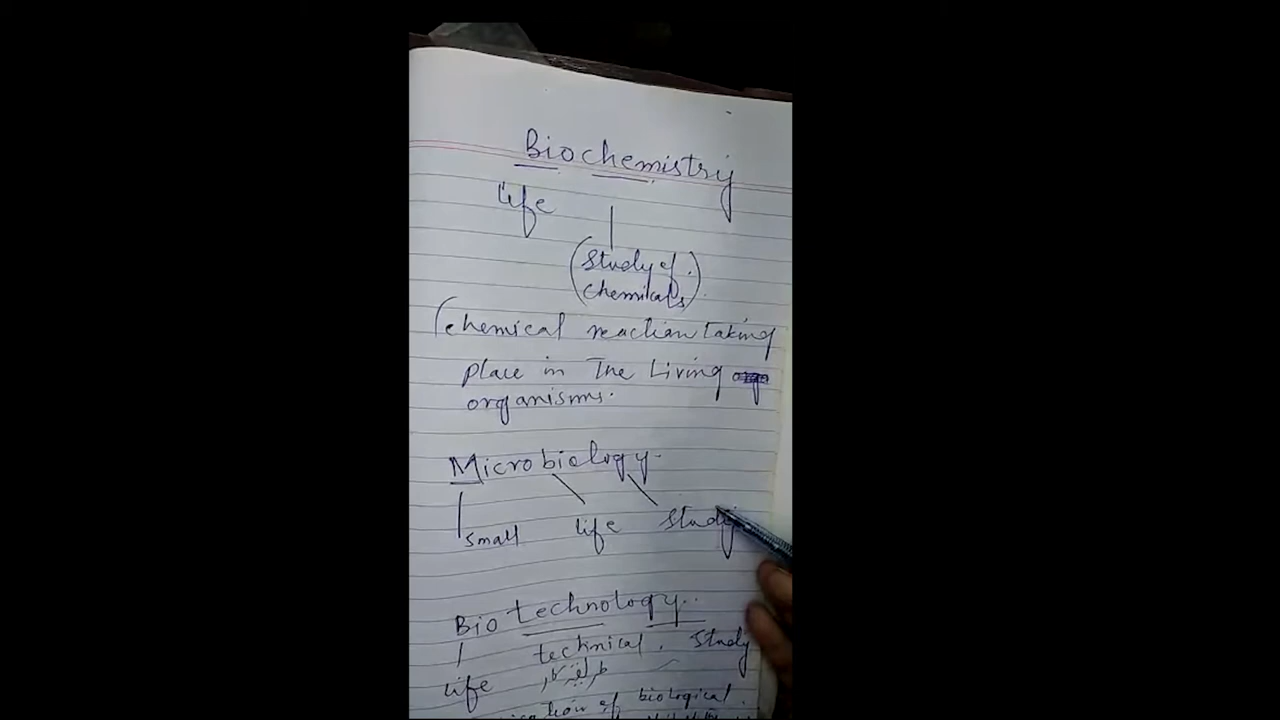 Biochemistry
life
(study of
chemicals)
(chemical reaction taking
place in The Living
organisms.
Microbiology.
small life study
Bio technology..
technical. study
life طریقہ کار
of biological.